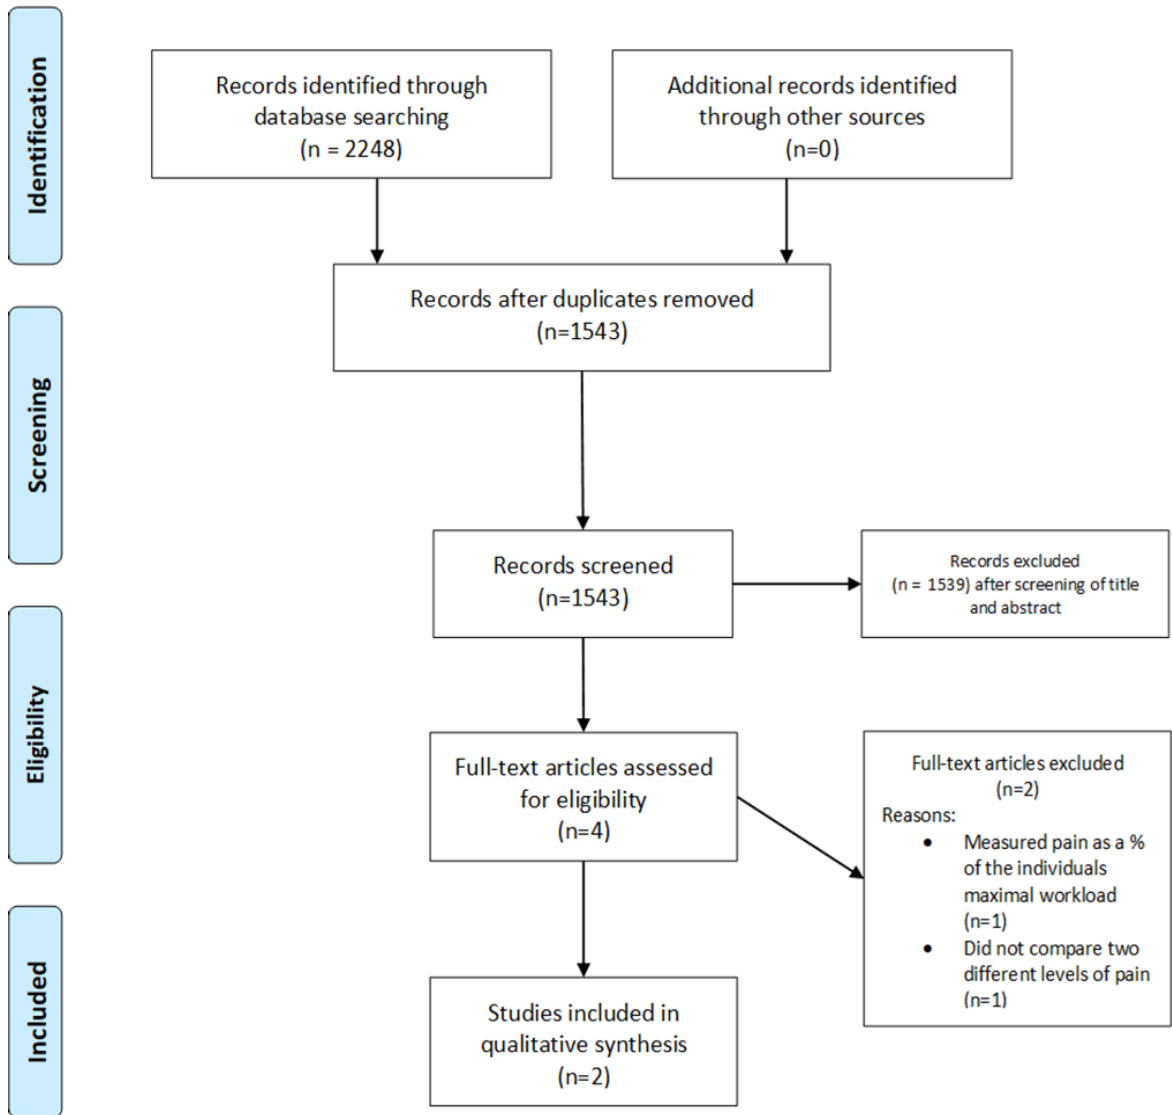 Identification
Records identified through
database searching
(n = 2248)
Additional records identified
through other sources
(n=0)
Records after duplicates removed
(n=1543)
Screening
Records screened
(n=1543)
Records excluded
(n = 1539) after screening of title
and abstract
Eligibility
Full-text articles assessed
for eligibility
(n=4)
Full-text articles excluded
(n=2)
Reasons:
• Measured pain as a %
of the individuals
maximal workload
(n=1)
• Did not compare two
different levels of pain
(n=1)
Included
Studies included in
qualitative synthesis
(n=2)